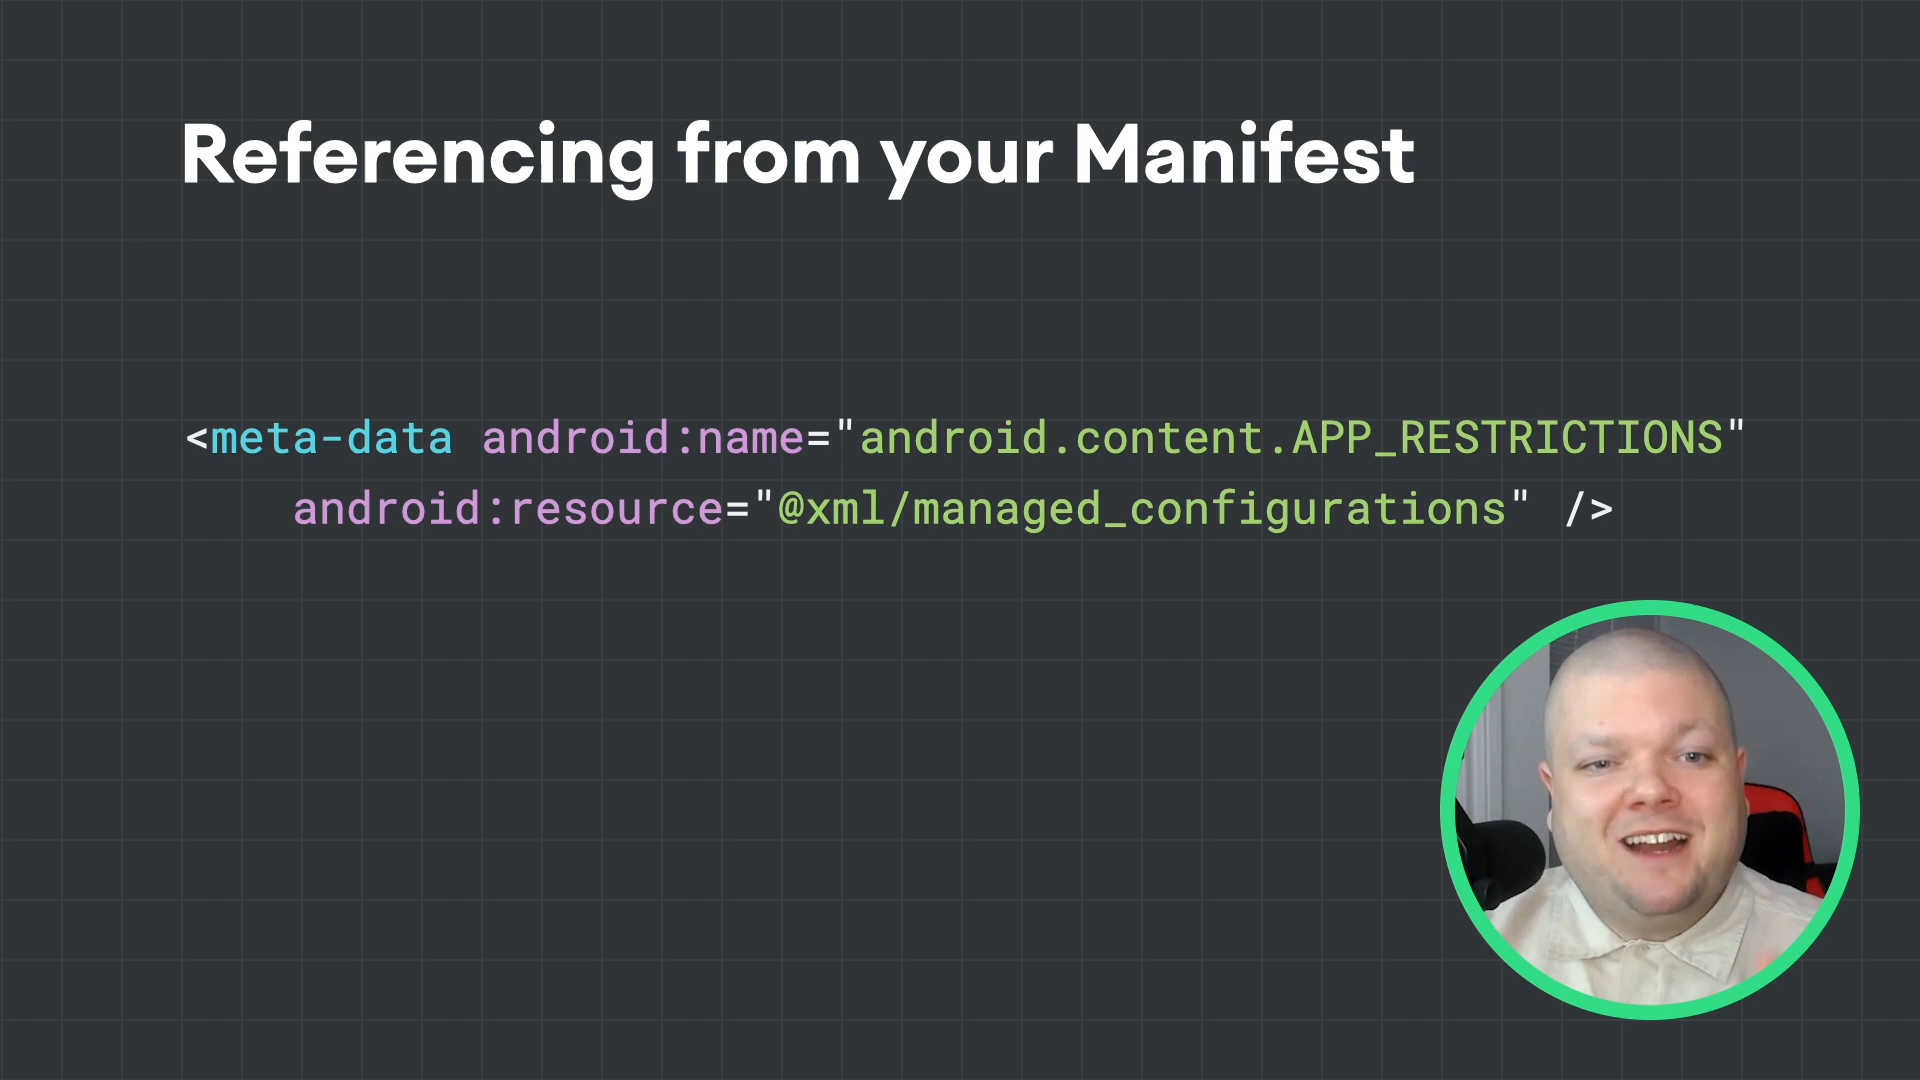 Referencing from your Manifest
<meta-data android:name="android.content.APP_RESTRICTIONS"
android:resource="@xml/managed_configurations" />